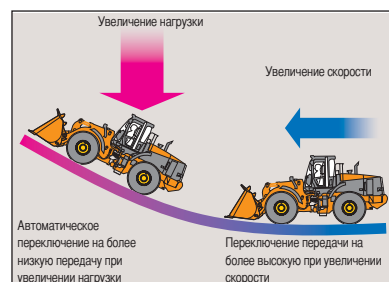 Увеличение нагрузки
Увеличение скорости
Автоматическое
переключение на более
низкую передачу при
увеличении нагрузки
Переключение передачи на
более высокую при увеличении
скорости